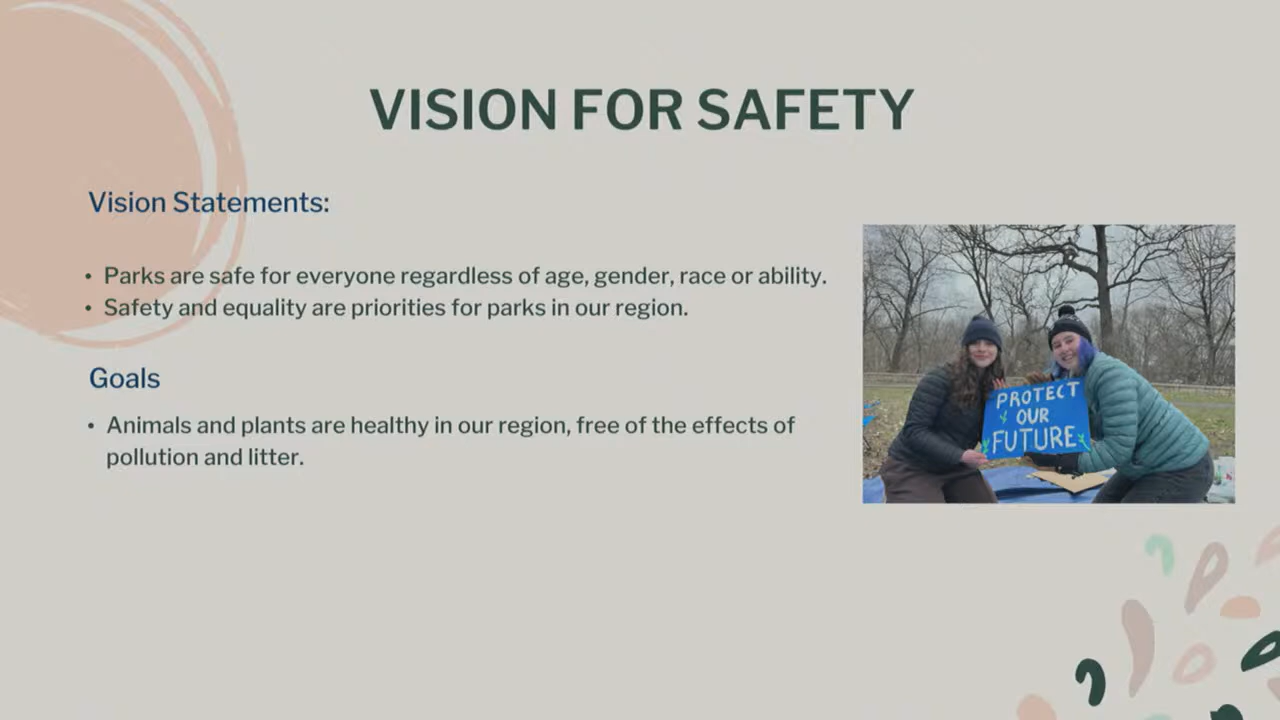 VISION FOR SAFETY
Vision Statements:
• Parks are safe for everyone regardless of age, gender, race or ability.
• Safety and equality are priorities for parks in our region.
Goals
• Animals and plants are healthy in our region, free of the effects of
pollution and litter.
PROTECT
OUR
FUTURE